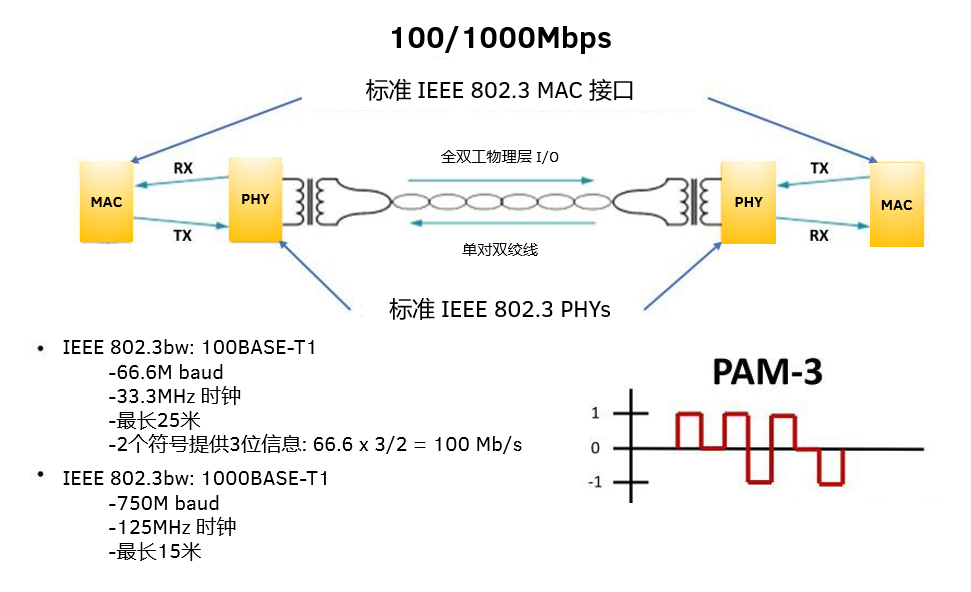 100/1000Mbps
标准 IEEE 802.3 MAC 接口
全双工物理层 I/O
RX
TX
MAC
PHY
PHY
MAC
TX
RX
单对双绞线
标准 IEEE 802.3 PHYs
• IEEE 802.3bw: 100BASE-T1
-66.6M baud
-33.3MHz 时钟
-最长25米
-2个符号提供3位信息: 66.6 x 3/2 = 100 Mb/s
• IEEE 802.3bw: 1000BASE-T1
-750M baud
-125MHz 时钟
-最长15米
PAM-3
1
0
-1